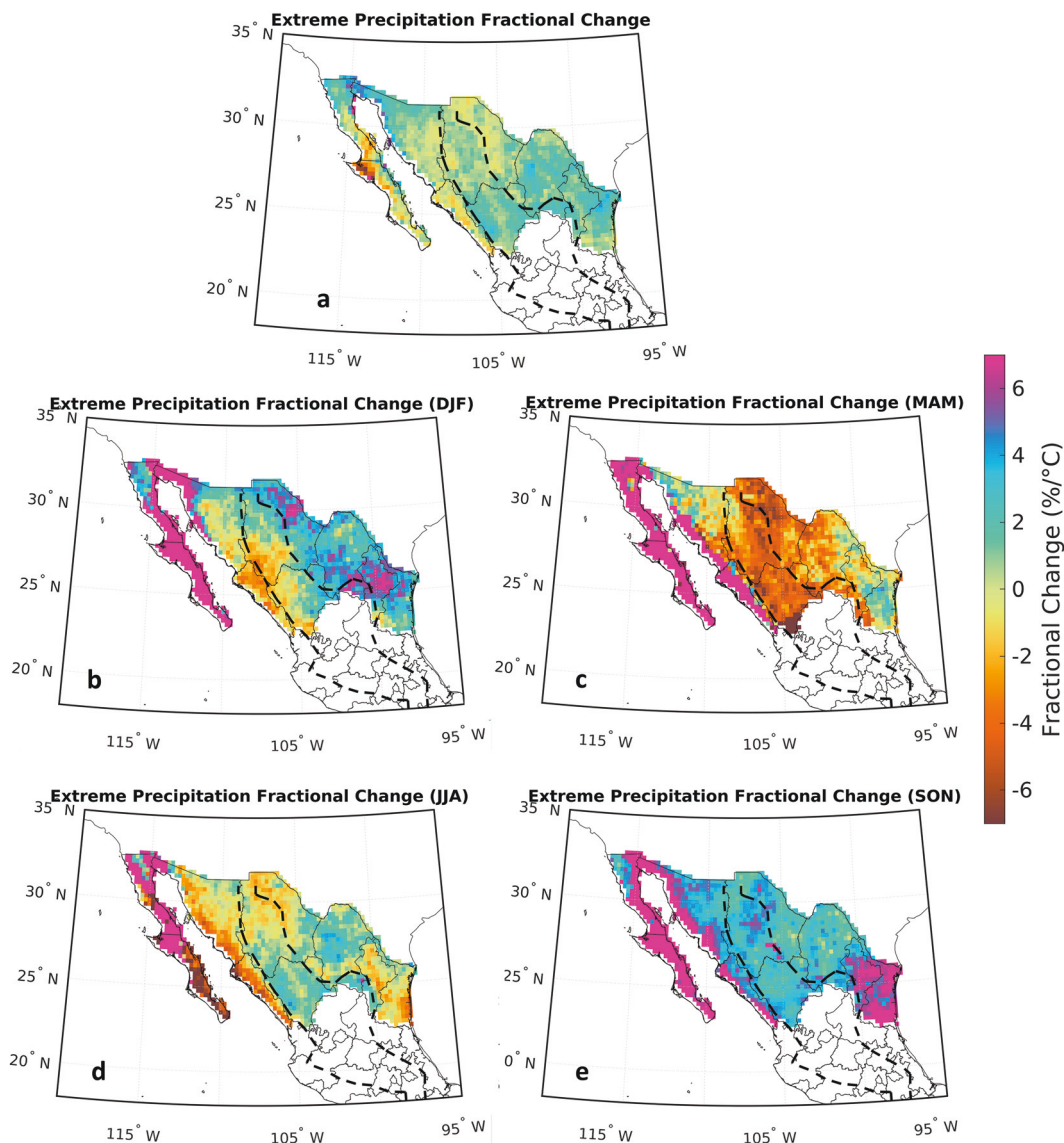 Extreme Precipitation Fractional Change
35° N
30° N
25° N
20° N
a
115° W
105° W
95° W
Extreme Precipitation Fractional Change (DJF)
35° N
30° N
25° N
20° N
b
115° W
105° W
95° W
Extreme Precipitation Fractional Change (MAM)
35° N
30° N
25° N
20° N
c
115° W
105° W
95° W
6
4
2
0
-2
-4
-6
Fractional Change (%/°C)
Extreme Precipitation Fractional Change (JJA)
35° N
30° N
25° N
20° N
d
115° W
105° W
95° W
Extreme Precipitation Fractional Change (SON)
35° N
30° N
25° N
0° N
e
115° W
105° W
95° W